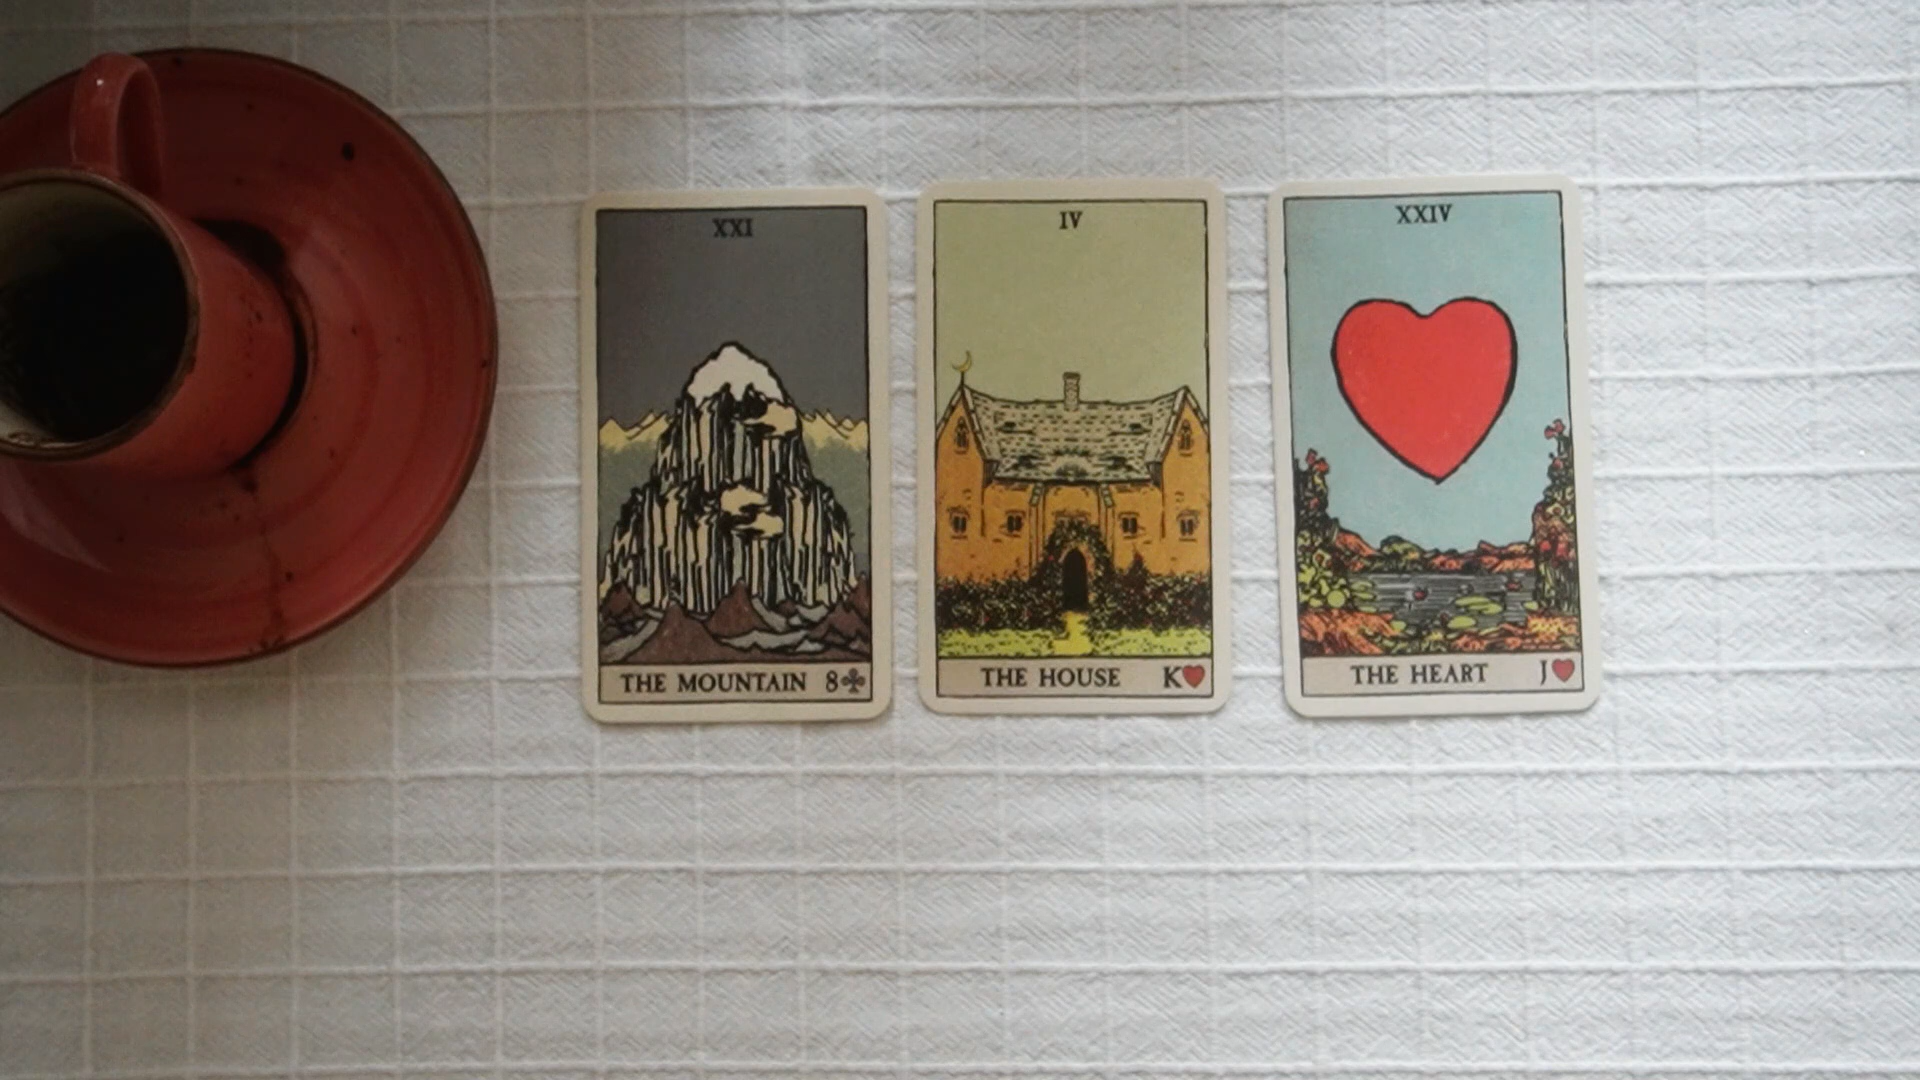 XXI
THE MOUNTAIN 8♣
IV
THE HOUSE K♥
XXIV
THE HEART J♥